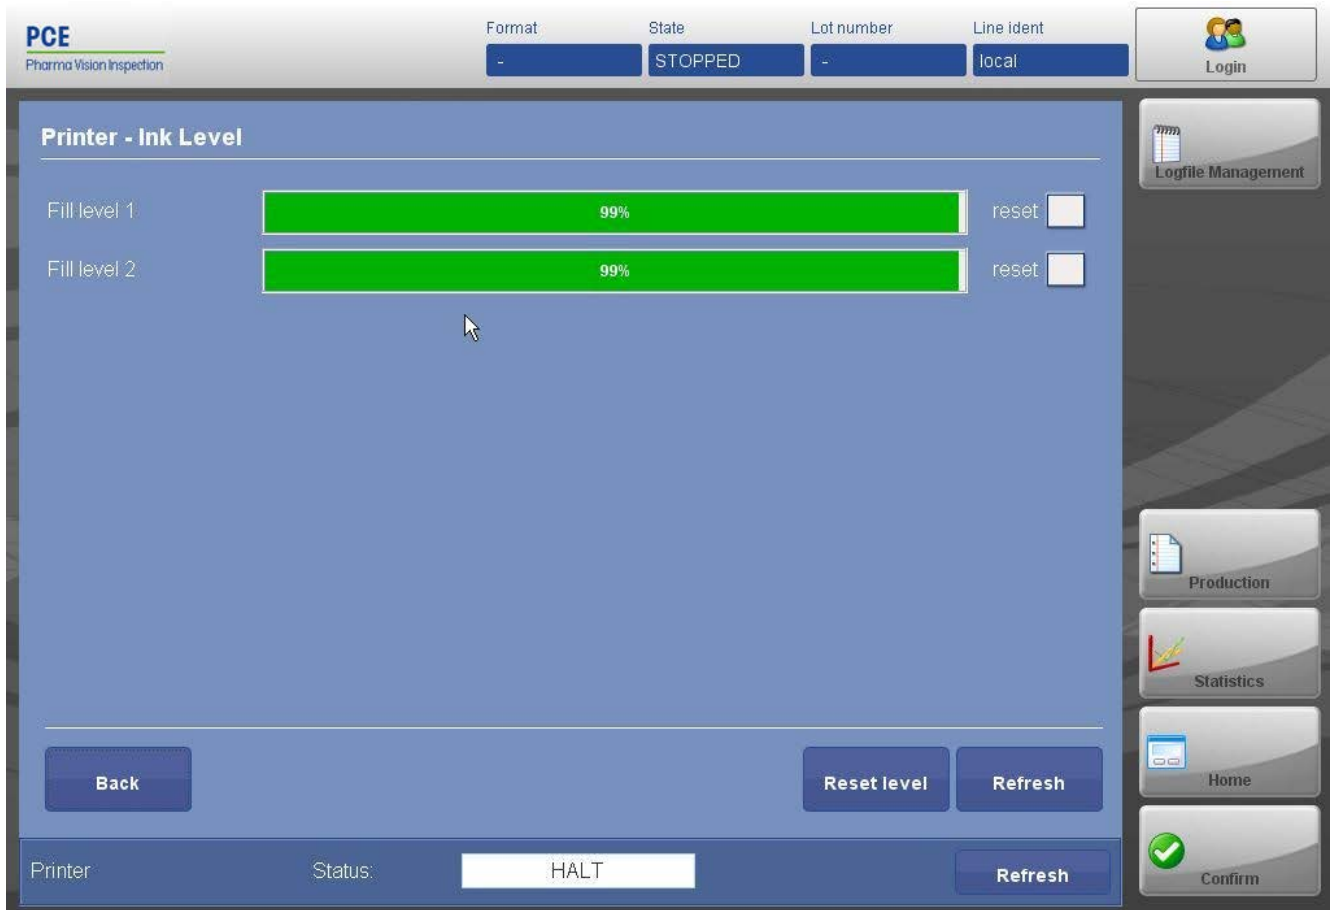 PCE
Pharma Vision Inspection
Format State Lot number Line ident
- STOPPED - local
Login
Printer - Ink Level
Logfile Management
Fill level 1 99% reset
Fill level 2 99% reset
Production
Statistics
Back Reset level Refresh
Home
Printer Status: HALT Refresh
Confirm